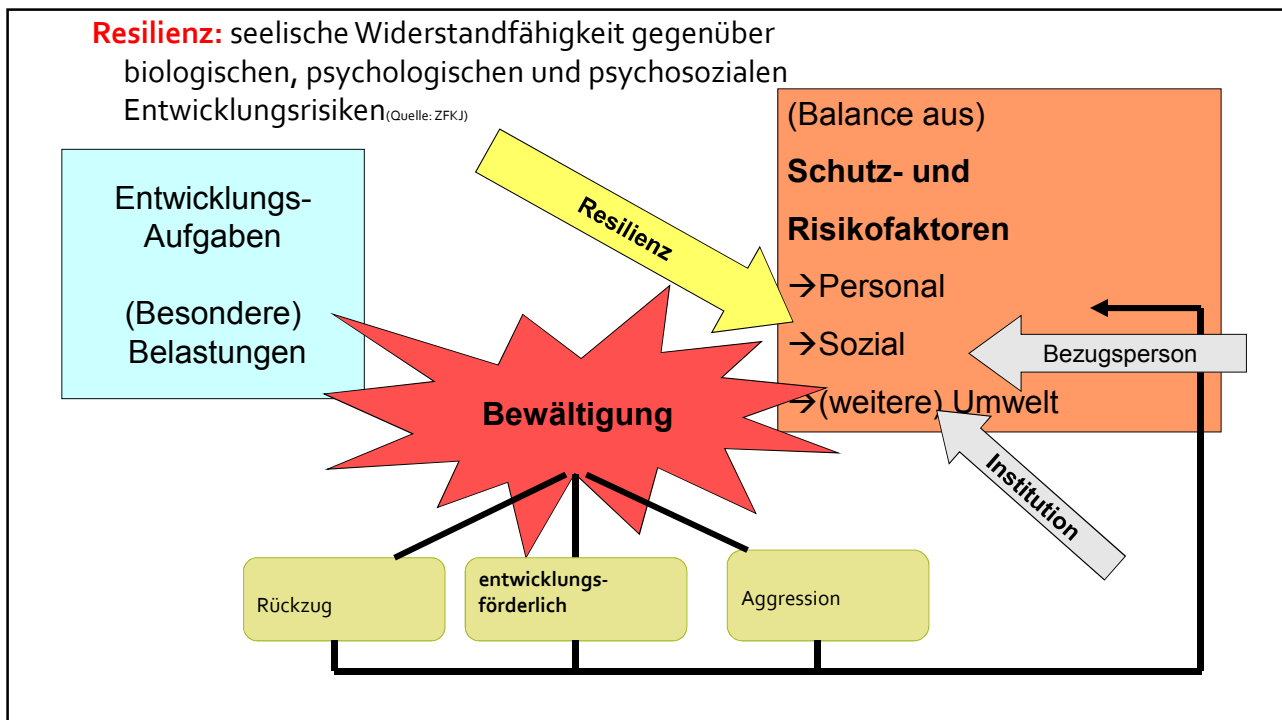 Resilienz: seelische Widerstandfähigkeit gegenüber
biologischen, psychologischen und psychosozialen
Entwicklungsrisiken(Quelle: ZFKJ)
Entwicklungs-
Aufgaben
(Besondere)
Belastungen
Resilienz
(Balance aus)
Schutz- und
Risikofaktoren
→Personal
→Sozial
→(weitere) Umwelt
Bezugsperson
Institution
Bewältigung
Rückzug
entwicklungs-
förderlich
Aggression